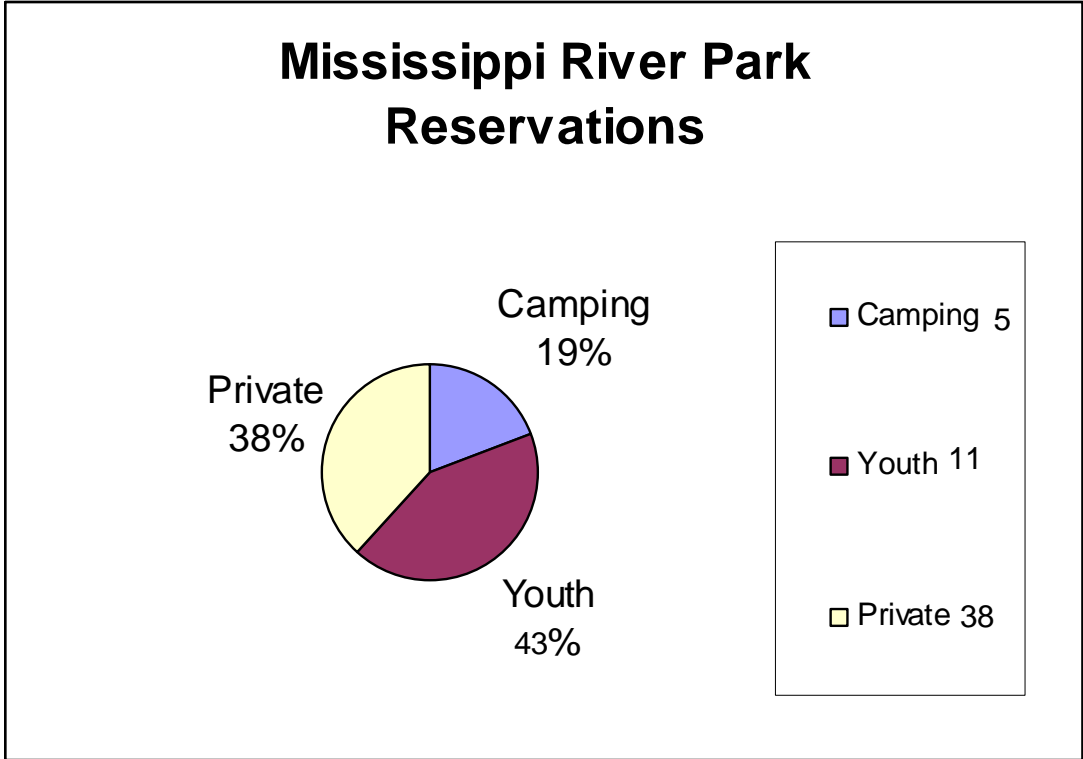 Mississippi River Park
Reservations
Camping
19%
Private
38%
Youth
43%
Camping 5
Youth 11
Private 38